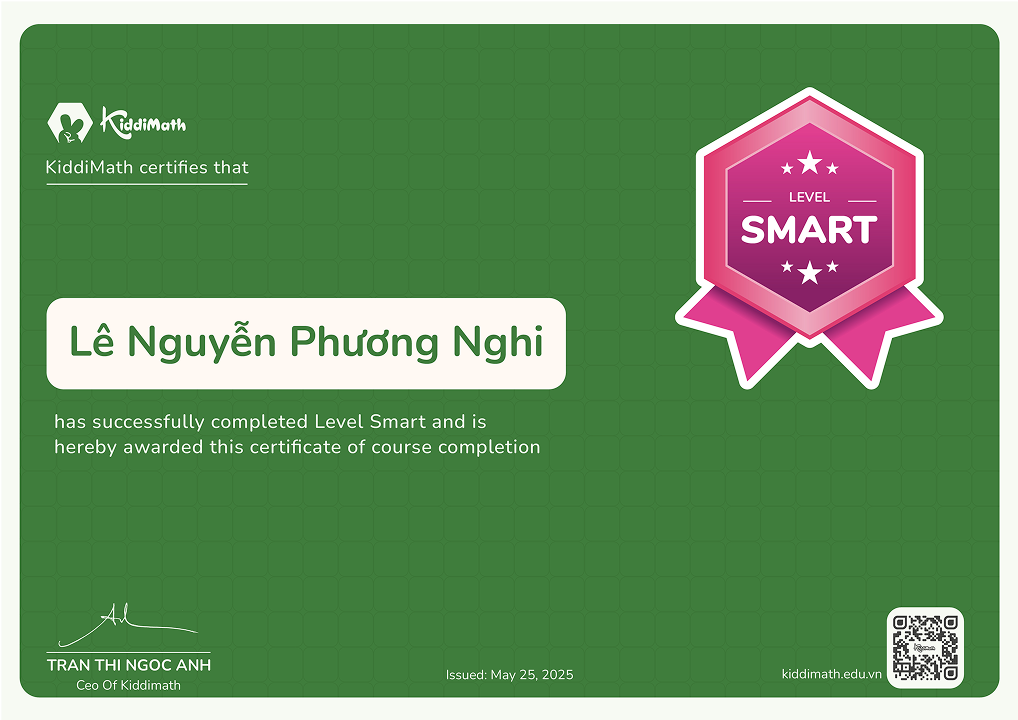 KiddiMath
KiddiMath certifies that
LEVEL
SMART
Lê Nguyễn Phương Nghi
has successfully completed Level Smart and is
hereby awarded this certificate of course completion
TRAN THI NGOC ANH
Ceo Of Kiddimath
Issued: May 25, 2025
kiddimath.edu.vn
KiddiMath